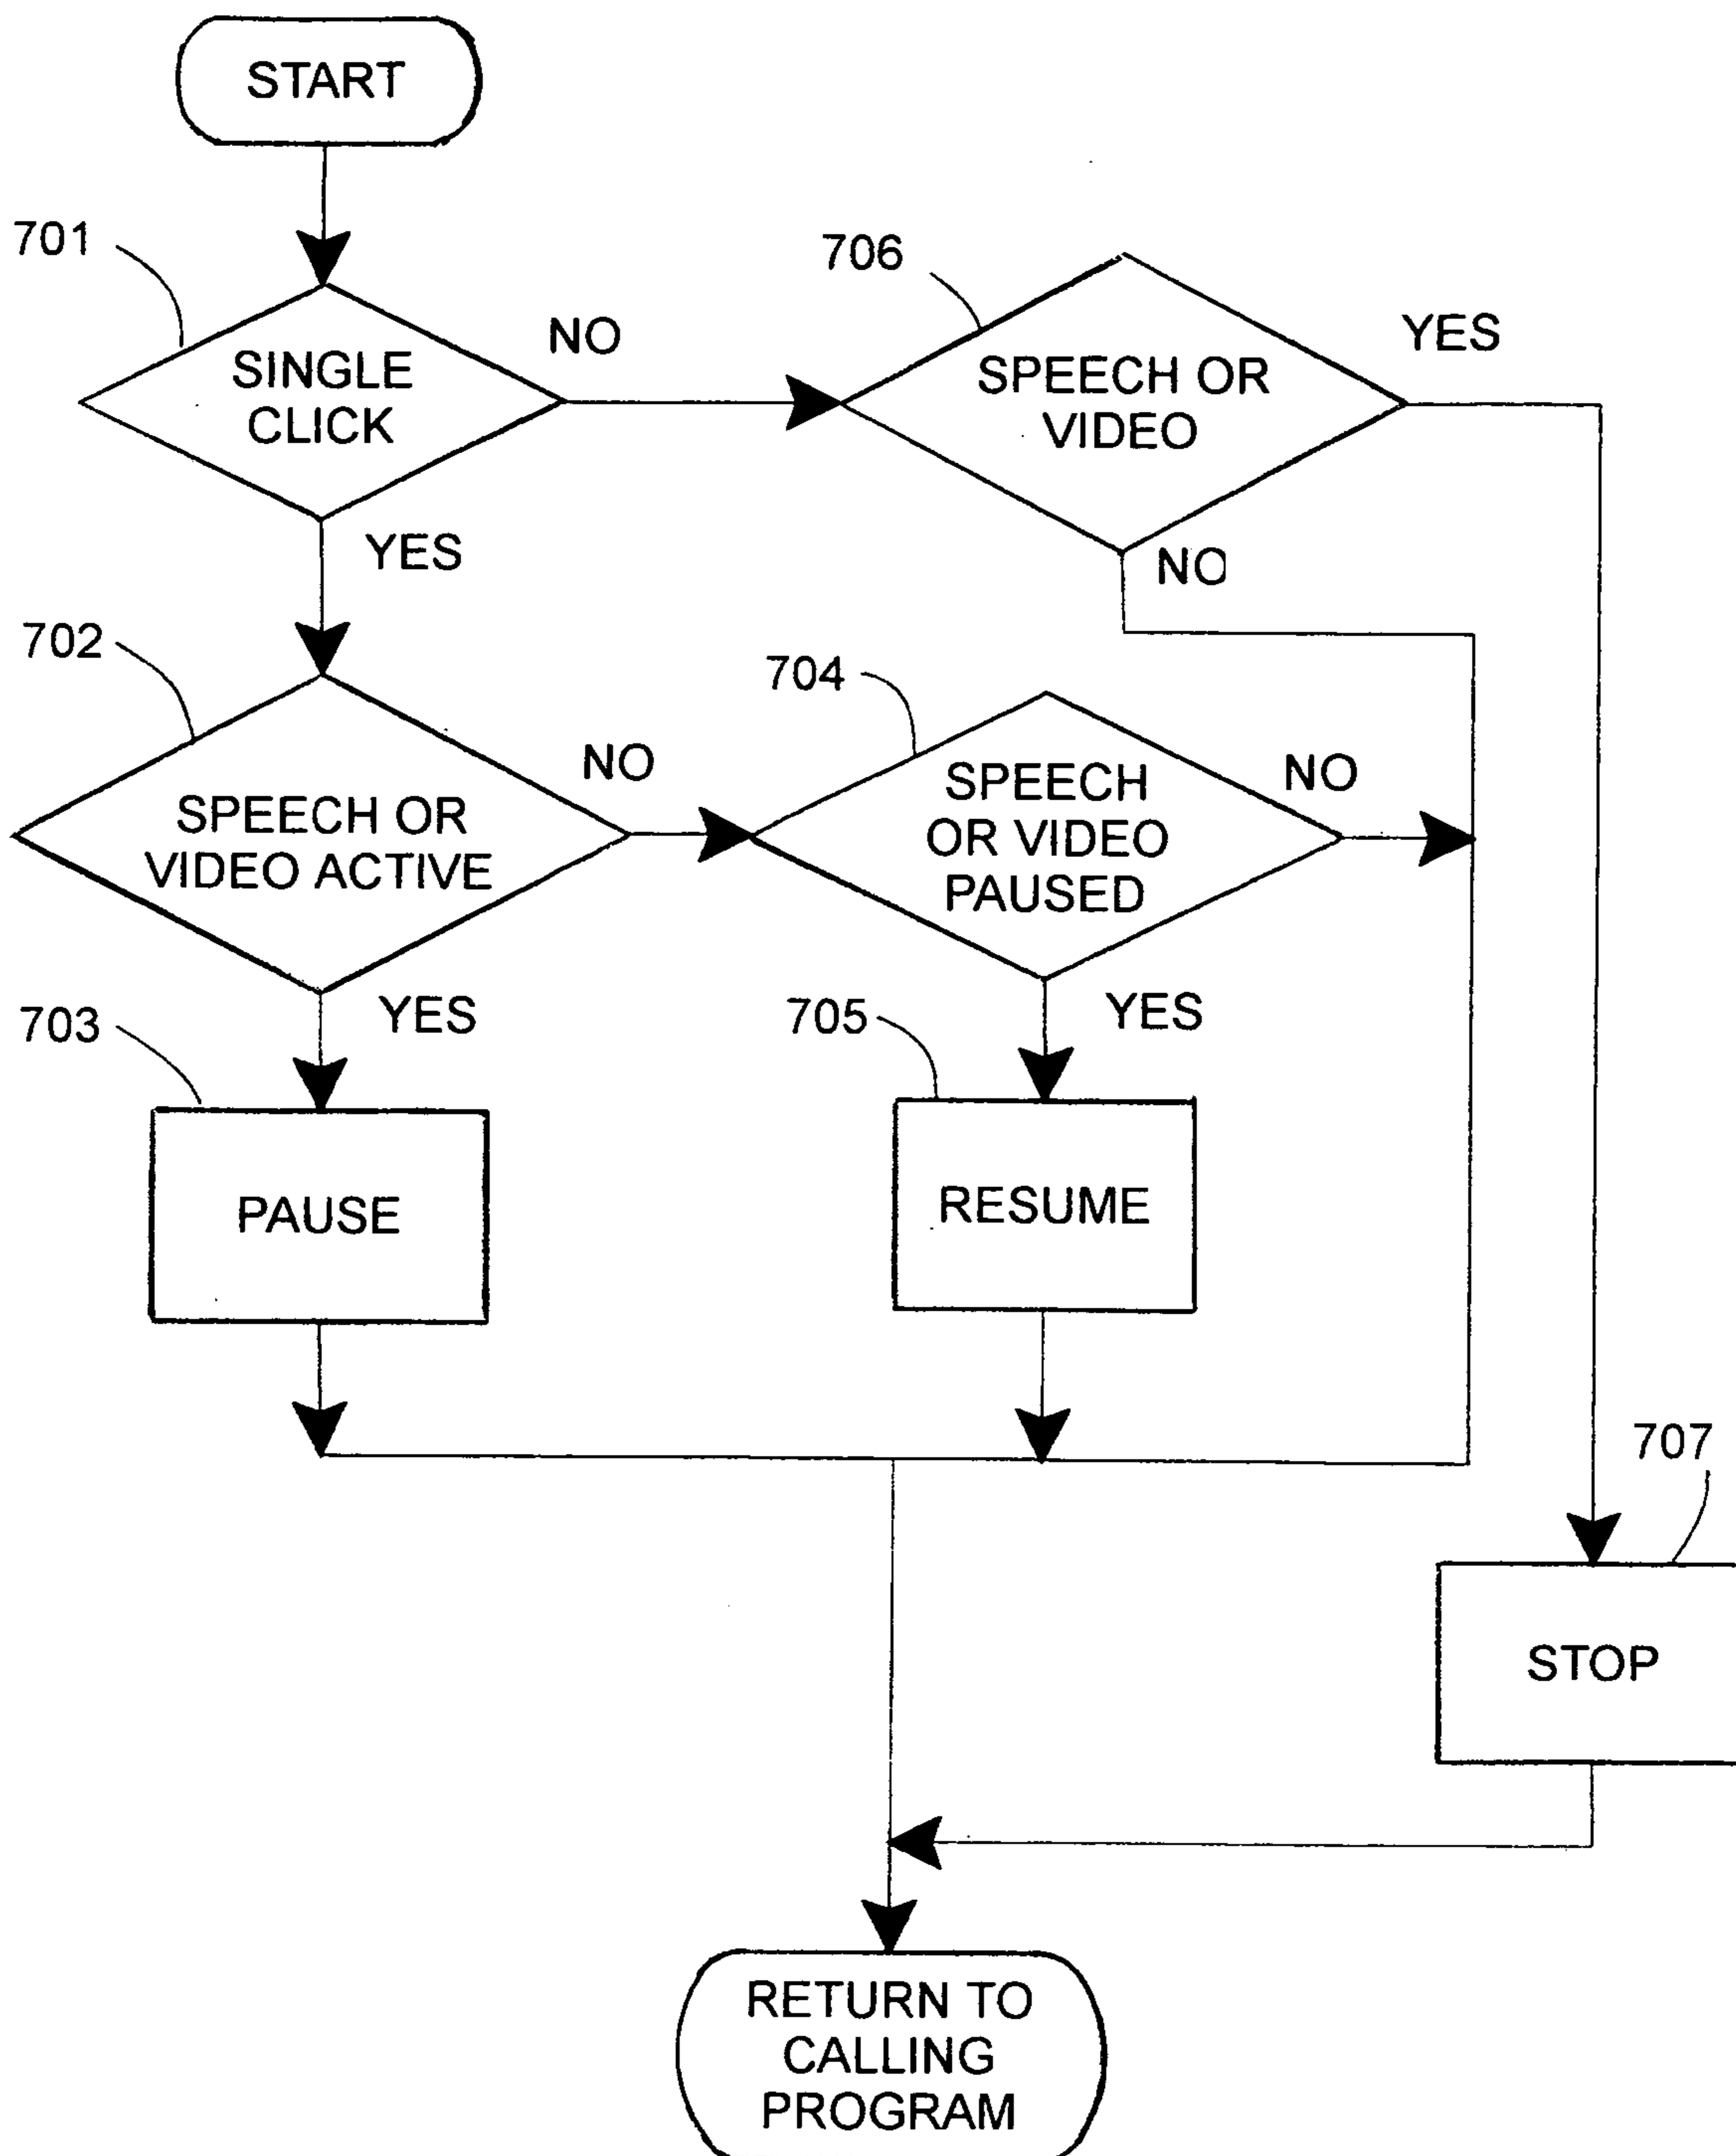 START
701
SINGLE
CLICK
NO
706
SPEECH OR
VIDEO
YES
YES
NO
702
SPEECH OR
VIDEO ACTIVE
NO
704
SPEECH
OR VIDEO
PAUSED
NO
YES
703
PAUSE
YES
705
RESUME
707
STOP
RETURN TO
CALLING
PROGRAM